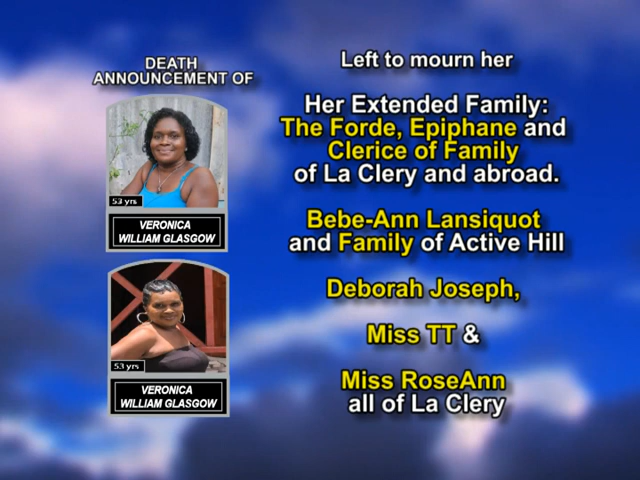 DEATH
ANNOUNCEMENT OF
53 yrs
VERONICA
WILLIAM GLASGOW
53 yrs
VERONICA
WILLIAM GLASGOW
Left to mourn her
Her Extended Family:
The Forde, Epiphane and
Clerice of Family
of La Clery and abroad.
Bebe-Ann Lansiquot
and Family of Active Hill
Deborah Joseph,
Miss TT &
Miss RoseAnn
all of La Clery